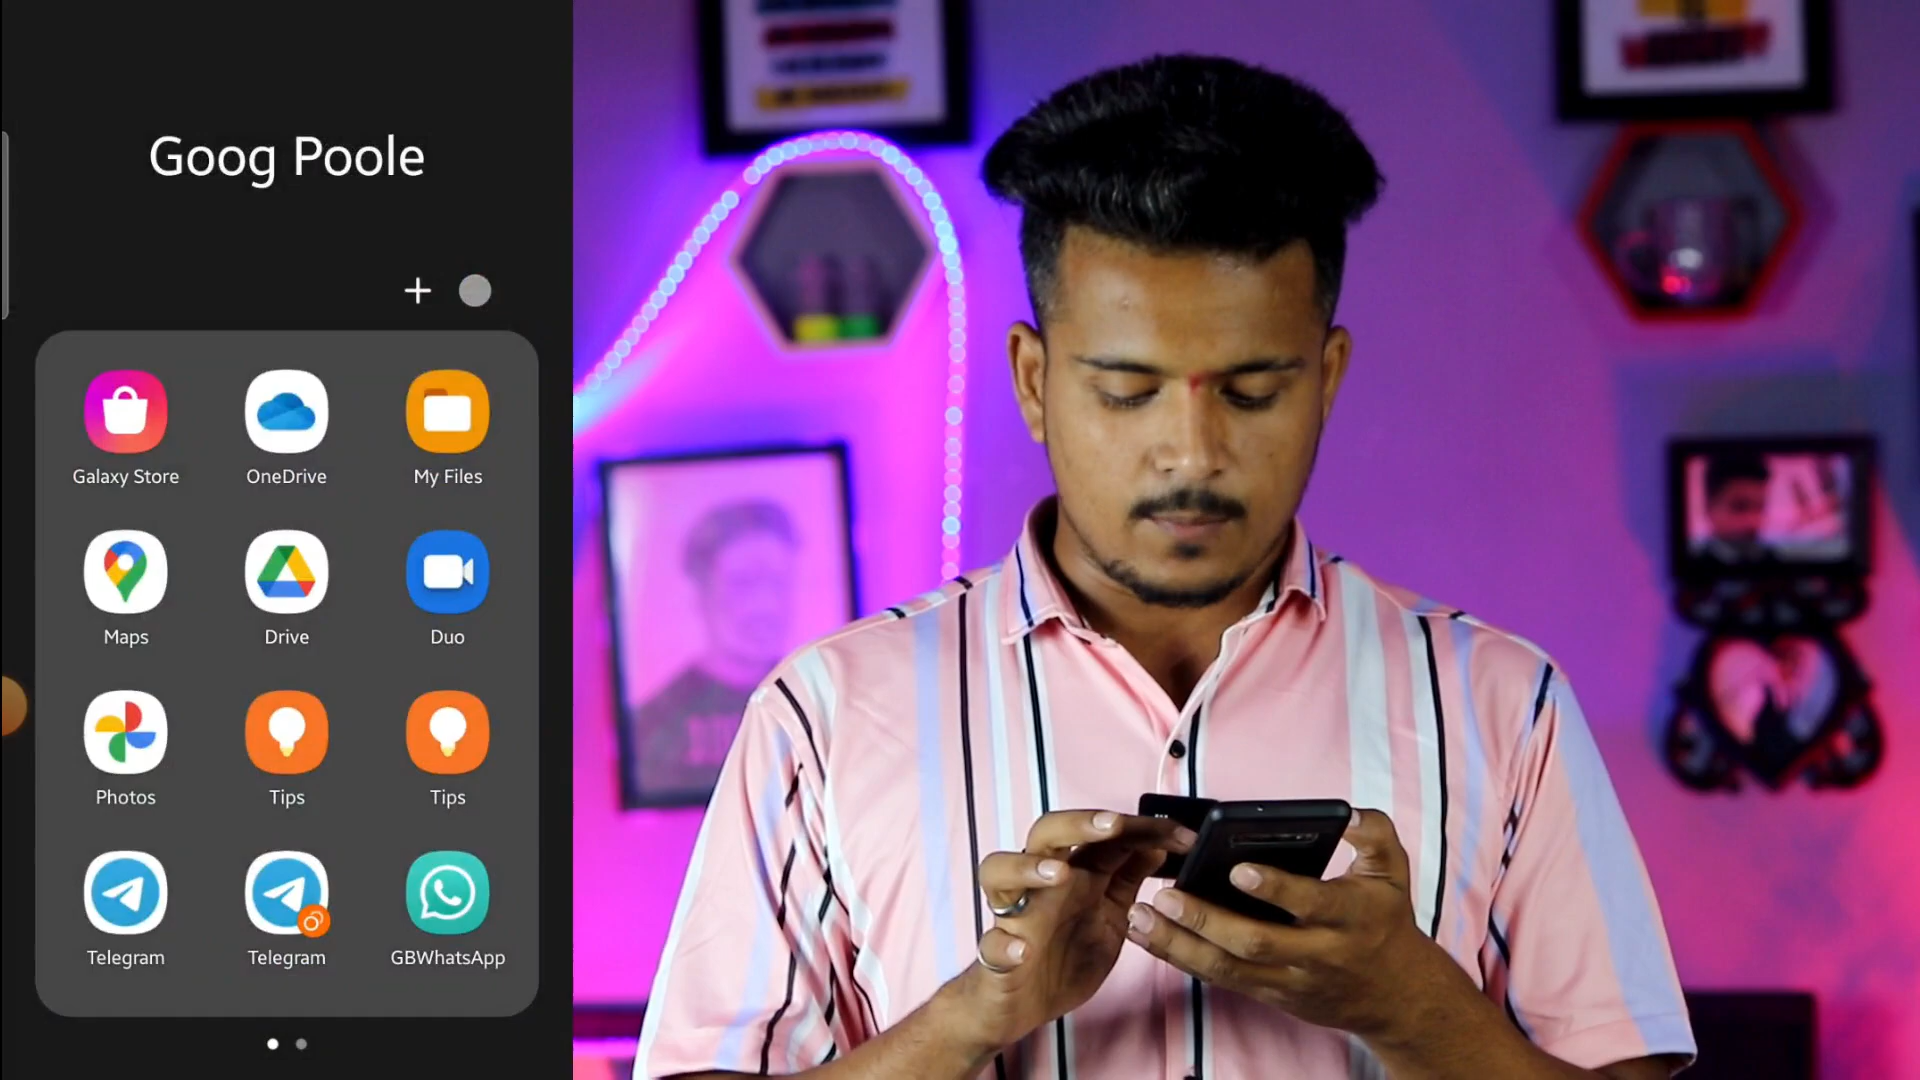 Goog Poole
+
Galaxy Store OneDrive My Files
Maps Drive Duo
Photos Tips Tips
Telegram Telegram GBWhatsApp